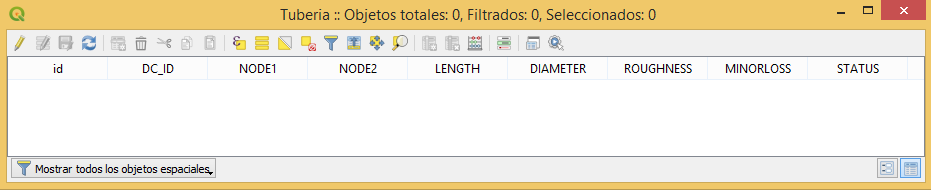 Tuberia :: Objetos totales: 0, Filtrados: 0, Seleccionados: 0
id DC_ID NODE1 NODE2 LENGTH DIAMETER ROUGHNESS MINORLOSS STATUS
Mostrar todos los objetos espaciales